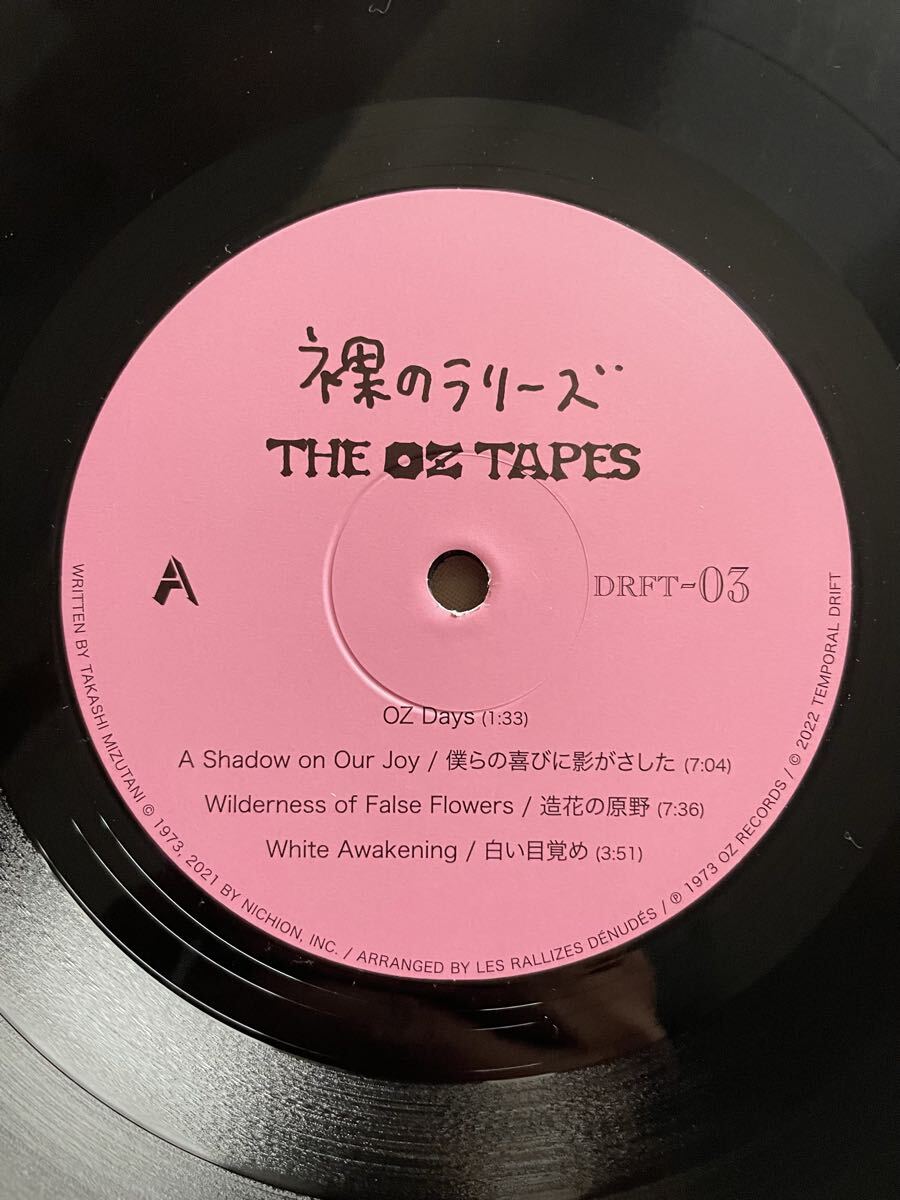 裸のラリーズ
THE OZ TAPES
A
DRFT-03
OZ Days (1:33)
A Shadow on Our Joy / 僕らの喜びに影がさした (7:04)
Wilderness of False Flowers / 造花の原野 (7:36)
White Awakening / 白い目覚め (3:51)
WRITTEN BY TAKASHI MIZUTANI © 1973, 2021 BY NICHION, INC. / ARRANGED BY LES RALLIZES DÉNUDÉS / ℗ 1973 OZ RECORDS / © 2022 TEMPORAL DRIFT